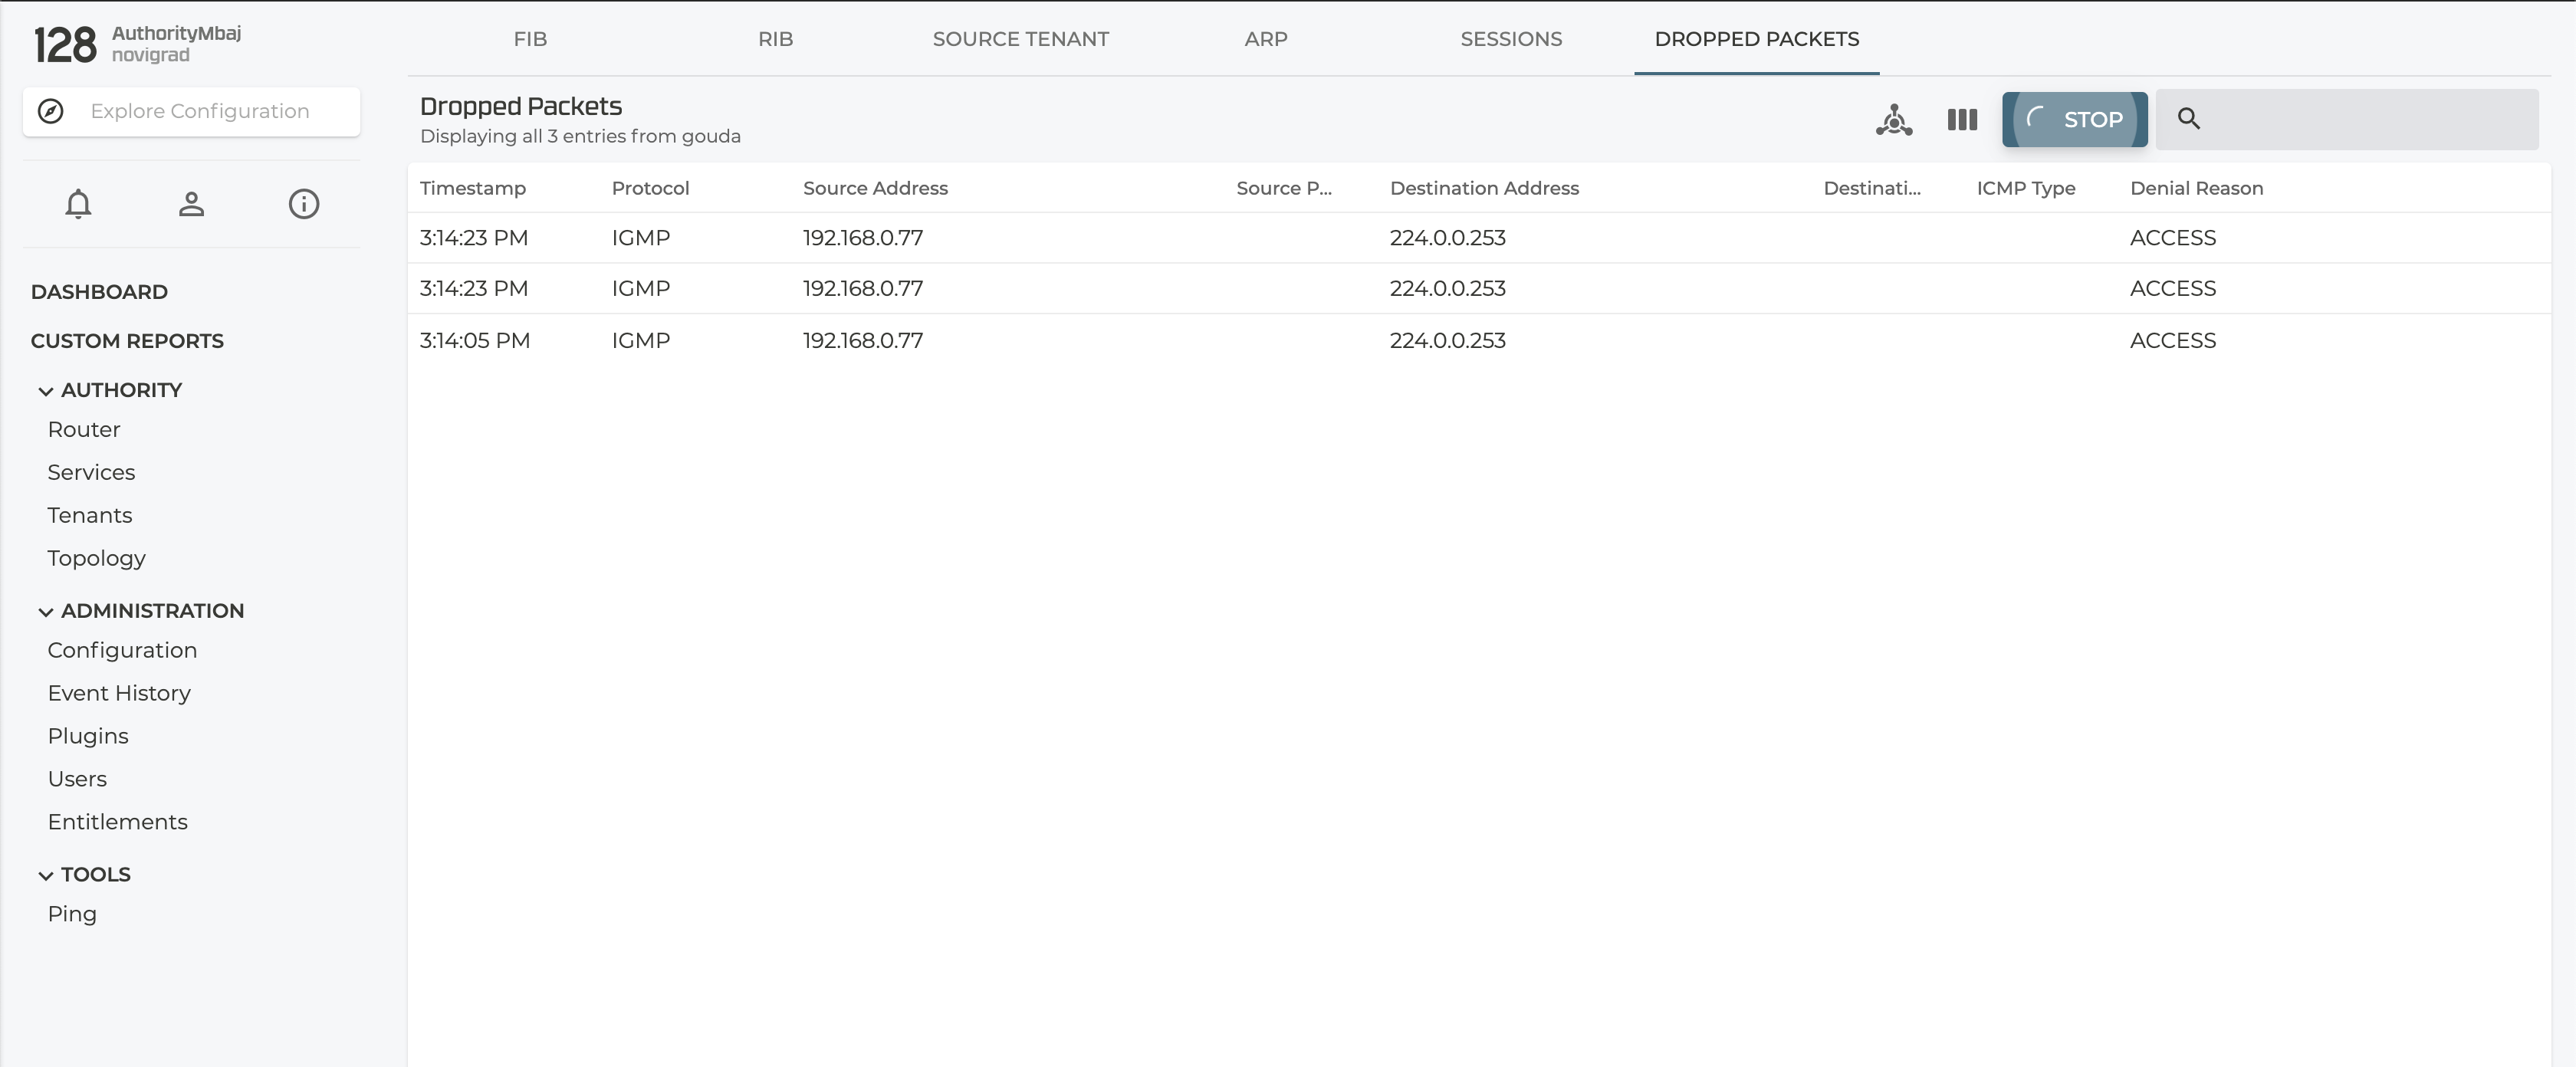 128 AuthorityMbaj
novigrad
Explore Configuration
DASHBOARD
CUSTOM REPORTS
AUTHORITY
Router
Services
Tenants
Topology
ADMINISTRATION
Configuration
Event History
Plugins
Users
Entitlements
TOOLS
Ping
FIB RIB SOURCE TENANT ARP SESSIONS DROPPED PACKETS
Dropped Packets
Displaying all 3 entries from gouda
STOP
Timestamp Protocol Source Address Source P... Destination Address Destinati... ICMP Type Denial Reason
3:14:23 PM IGMP 192.168.0.77 224.0.0.253 ACCESS
3:14:23 PM IGMP 192.168.0.77 224.0.0.253 ACCESS
3:14:05 PM IGMP 192.168.0.77 224.0.0.253 ACCESS